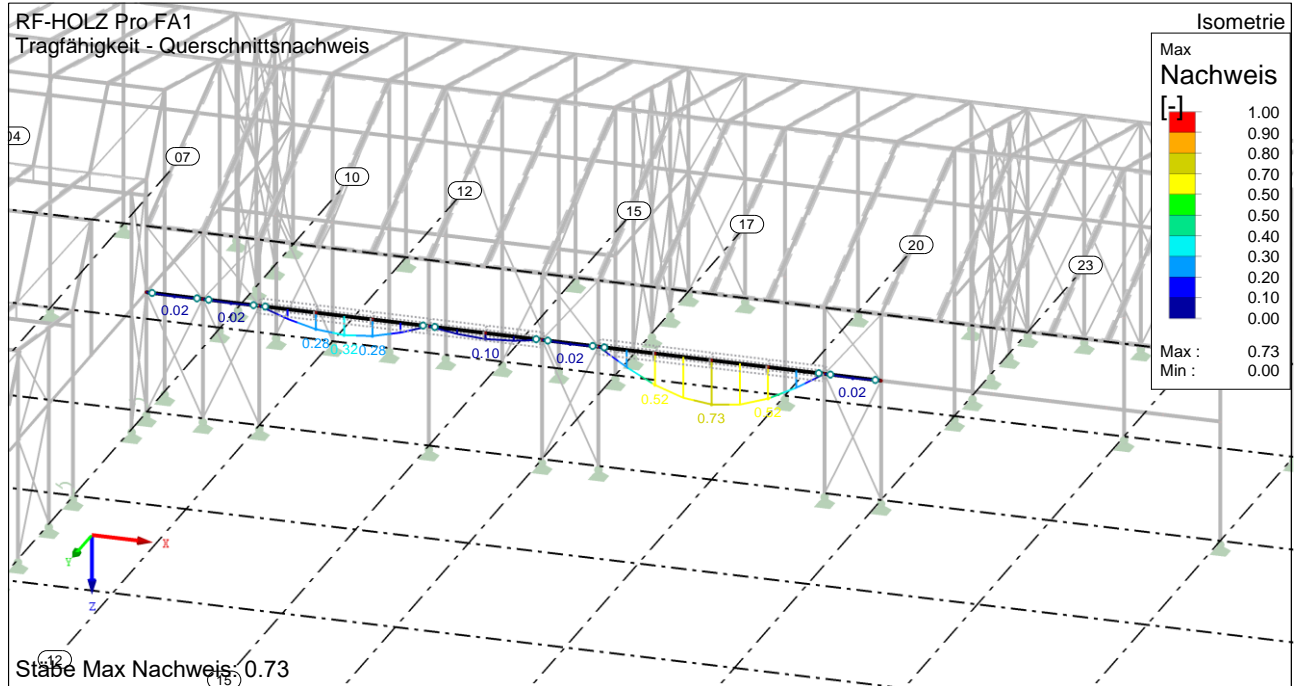 RF-HOLZ Pro FA1
Tragfähigkeit - Querschnittsnachweis
Isometrie
Max
Nachweis
[-]
1.00
0.90
0.80
0.70
0.50
0.50
0.40
0.30
0.20
0.10
0.00
Max : 0.73
Min : 0.00
04
07
10
12
15
17
20
23
0.02
0.02
0.28
0.32
0.28
0.10
0.02
0.52
0.73
0.02
X
Y
Z
12
15
Stäbe Max Nachweis: 0.73